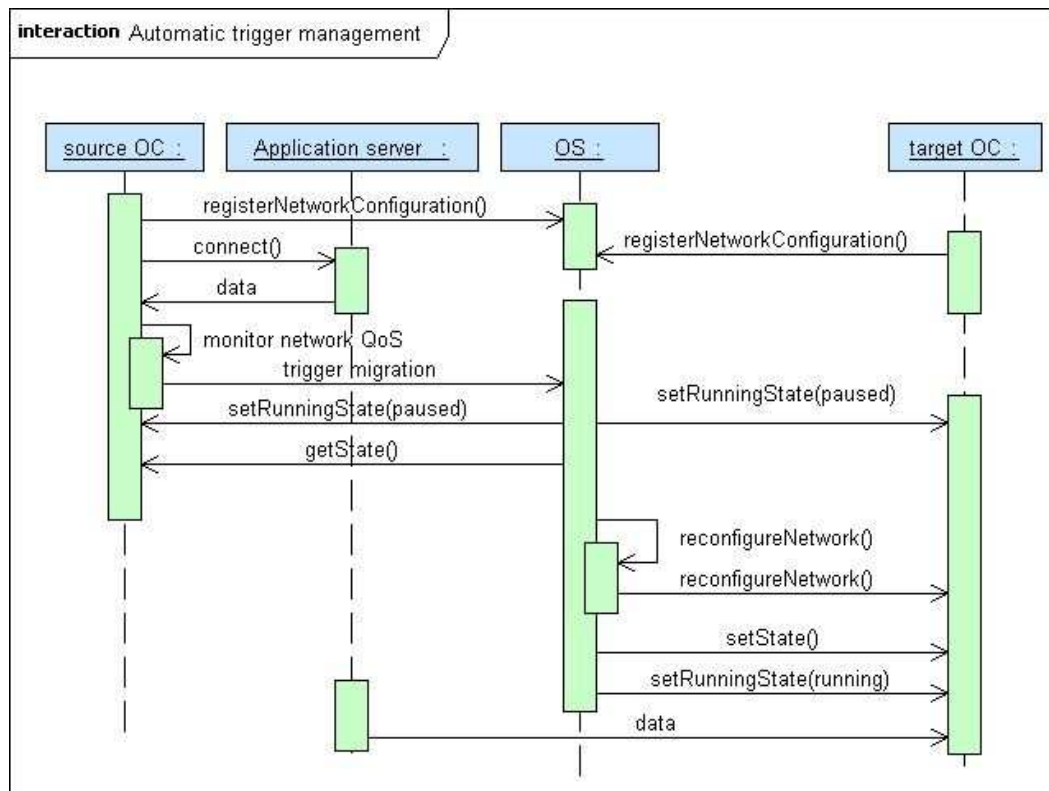 interaction Automatic trigger management
source OC :
Application server :
OS :
target OC :
registerNetworkConfiguration()
registerNetworkConfiguration()
connect()
data
monitor network QoS
trigger migration
setRunningState(paused)
setRunningState(paused)
getState()
reconfigureNetwork()
reconfigureNetwork()
setState()
setRunningState(running)
data